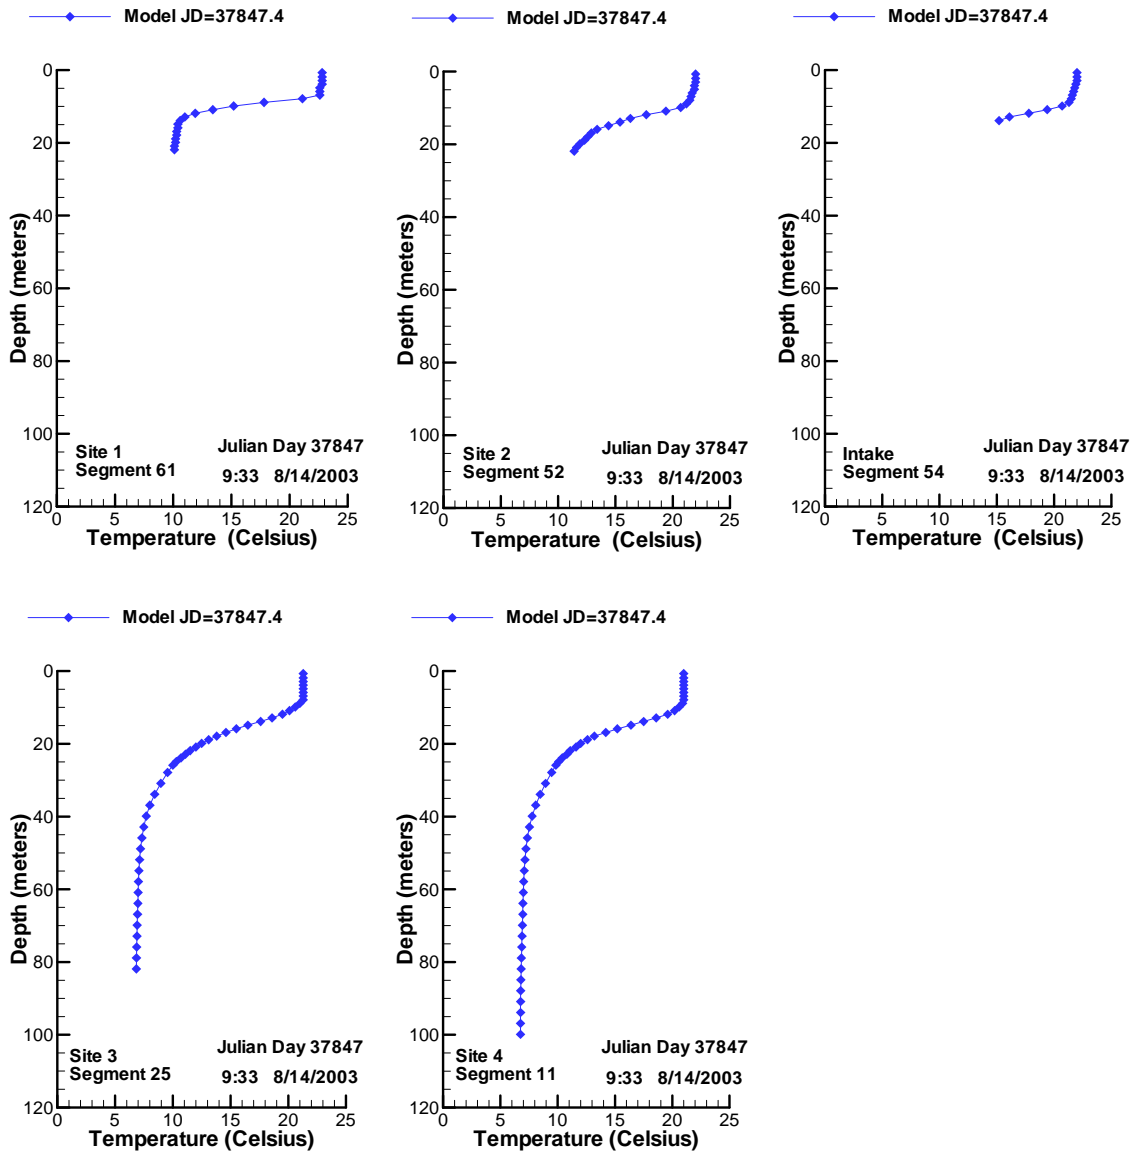 Model JD=37847.4
Model JD=37847.4
Model JD=37847.4
0
20
40
60
80
100
120
Depth (meters)
Site 1
Segment 61
Julian Day 37847
9:33 8/14/2003
0 5 10 15 20 25
Temperature (Celsius)
0
20
40
60
80
100
120
Depth (meters)
Site 2
Segment 52
Julian Day 37847
9:33 8/14/2003
0 5 10 15 20 25
Temperature (Celsius)
0
20
40
60
80
100
120
Depth (meters)
Intake
Segment 54
Julian Day 37847
9:33 8/14/2003
0 5 10 15 20 25
Temperature (Celsius)
Model JD=37847.4
Model JD=37847.4
0
20
40
60
80
100
120
Depth (meters)
Site 3
Segment 25
Julian Day 37847
9:33 8/14/2003
0 5 10 15 20 25
Temperature (Celsius)
0
20
40
60
80
100
120
Depth (meters)
Site 4
Segment 11
Julian Day 37847
9:33 8/14/2003
0 5 10 15 20 25
Temperature (Celsius)